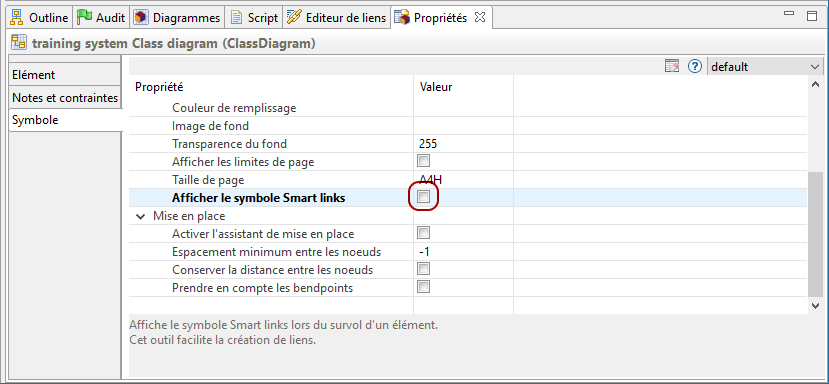 Outline Audit Diagrammes Script Editeur de liens Propriétés
training system Class diagram (ClassDiagram)
default
Elément
Notes et contraintes
Symbole
Propriété Valeur
Couleur de remplissage
Image de fond
Transparence du fond 255
Afficher les limites de page
Taille de page A4H
Afficher le symbole Smart links
Mise en place
Activer l'assistant de mise en place
Espacement minimum entre les noeuds -1
Conserver la distance entre les noeuds
Prendre en compte les bendpoints
Affiche le symbole Smart links lors du survol d'un élément.
Cet outil facilite la création de liens.